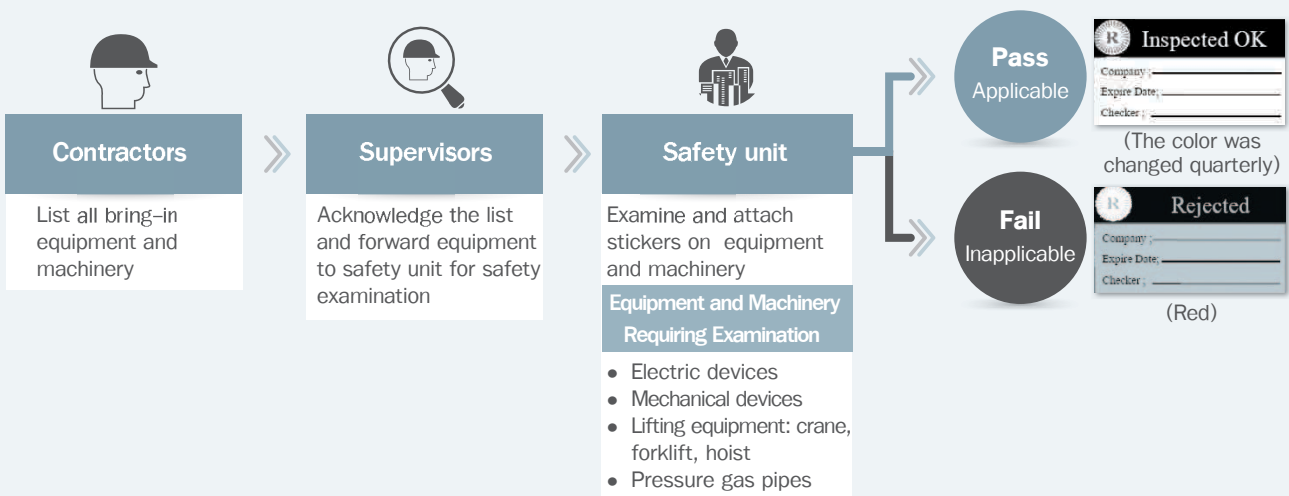 Contractors
List all bring-in
equipment and
machinery
Supervisors
Acknowledge the list
and forward equipment
to safety unit for safety
examination
Safety unit
Examine and attach
stickers on equipment
and machinery
Equipment and Machinery
Requiring Examination
● Electric devices
● Mechanical devices
● Lifting equipment: crane,
forklift, hoist
● Pressure gas pipes
Pass
Applicable
R Inspected OK
Company ;
Expire Date;
Checker ;
(The color was
changed quarterly)
Fail
Inapplicable
R Rejected
Company ;
Expire Date;
Checker ;
(Red)